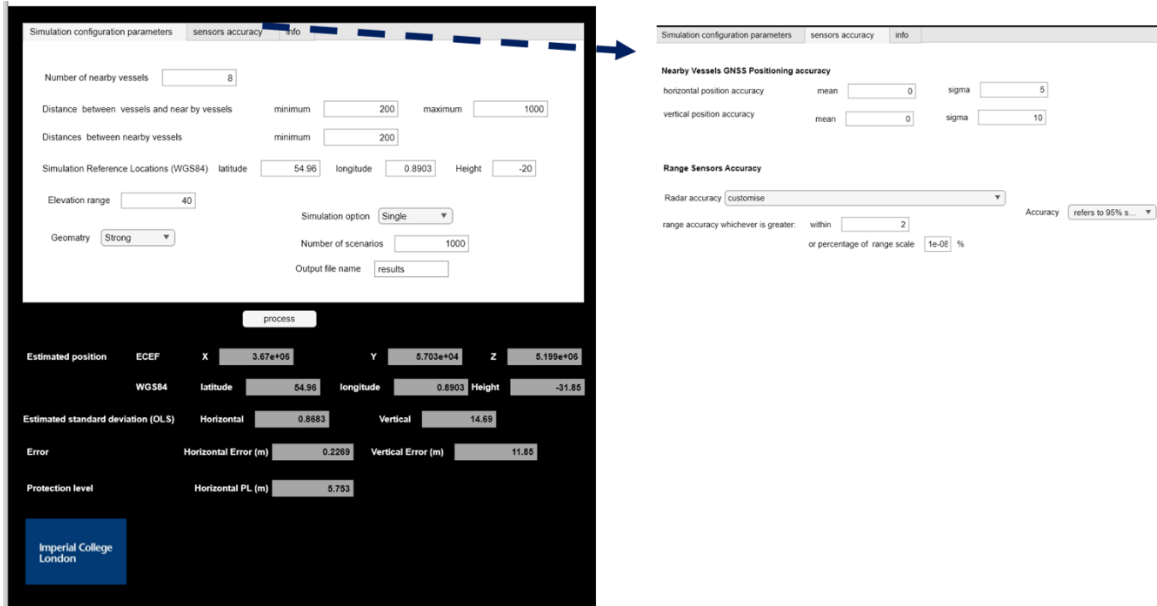 Simulation configuration parameters sensors accuracy info
Number of nearby vessels 8
Distance between vessels and near by vessels minimum 200 maximum 1000
Distances between nearby vessels minimum 200
Simulation Reference Locations (WGS84) latitude 54.96 longitude 0.8903 Height -20
Elevation range 40
Simulation option Single
Geometry Strong
Number of scenarios 1000
Output file name results
process
Estimated position ECEF X 3.67e+06 Y 5.703e+04 Z 5.199e+06
WGS84 latitude 54.96 longitude 0.8903 Height -31.85
Estimated standard deviation (OLS) Horizontal 0.8683 Vertical 14.69
Error Horizontal Error (m) 0.2269 Vertical Error (m) 11.85
Protection level Horizontal PL (m) 5.753
Imperial College
London
Simulation configuration parameters sensors accuracy info
Nearby Vessels GNSS Positioning accuracy
horizontal position accuracy mean 0 sigma 5
vertical position accuracy mean 0 sigma 10
Range Sensors Accuracy
Radar accuracy customise
Accuracy refers to 95% s...
range accuracy whichever is greater: within 2
or percentage of range scale %